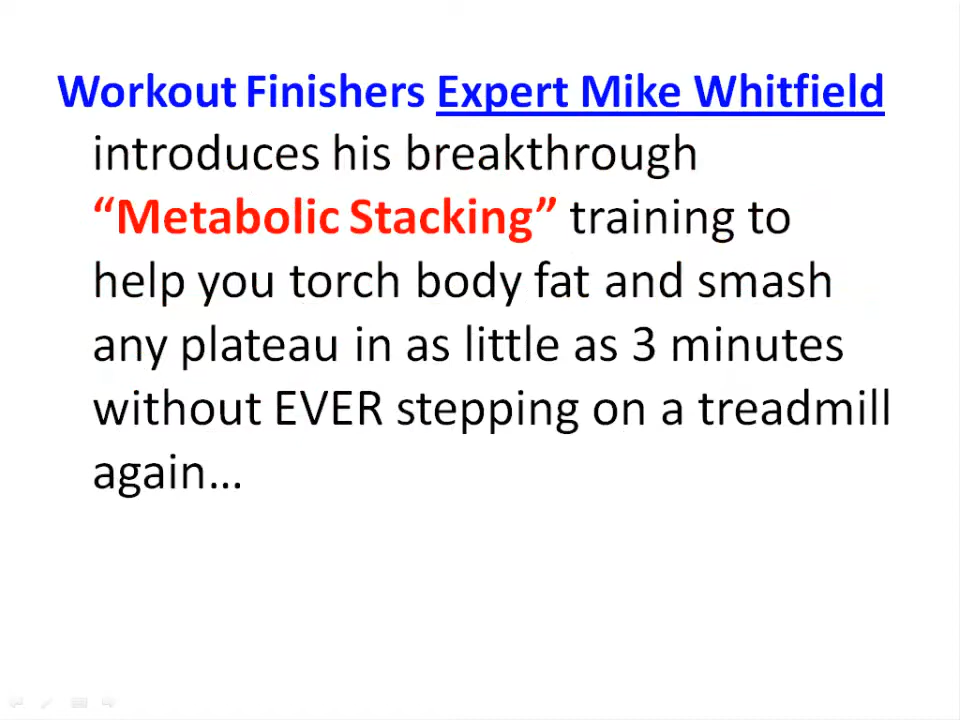 Workout Finishers Expert Mike Whitfield
introduces his breakthrough
“Metabolic Stacking” training to
help you torch body fat and smash
any plateau in as little as 3 minutes
without EVER stepping on a treadmill
again...